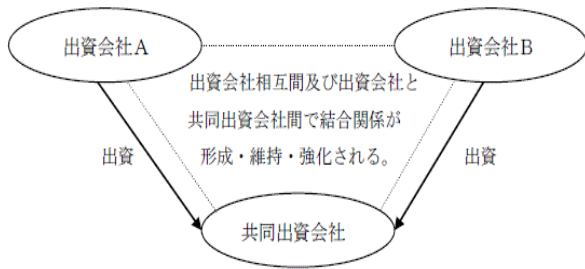 出資会社A
出資会社B
出資会社相互間及び出資会社と
共同出資会社間で結合関係が
形成・維持・強化される。
出資
出資
共同出資会社